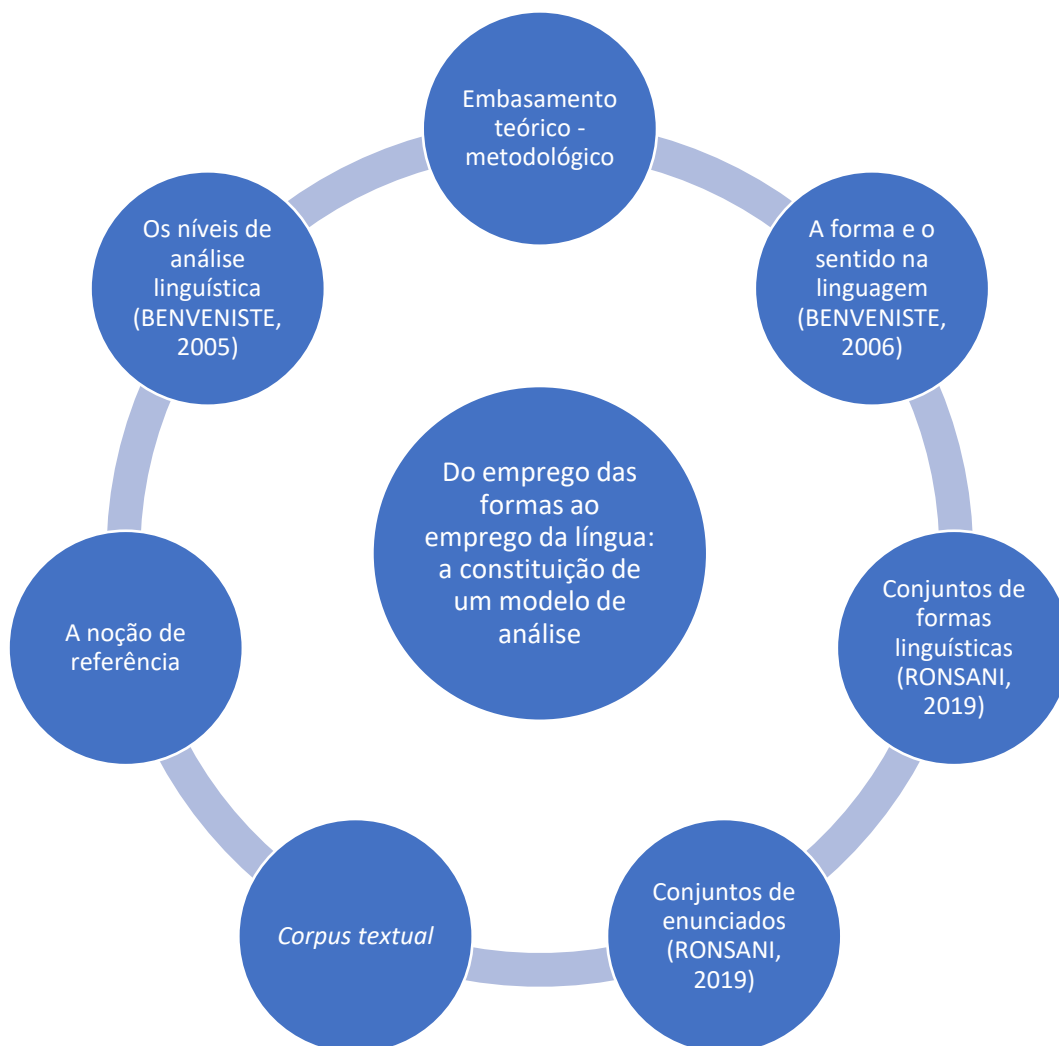 Embasamento
teórico -
metodológico
A forma e o
sentido na
linguagem
(BENVENISTE,
2006)
Conjuntos de
formas
linguísticas
(RONSANI,
2019)
Conjuntos de
enunciados
(RONSANI,
2019)
Corpus textual
A noção de
referência
Os níveis de
análise
linguística
(BENVENISTE,
2005)
Do emprego das
formas ao
emprego da língua:
a constituição de
um modelo de
análise